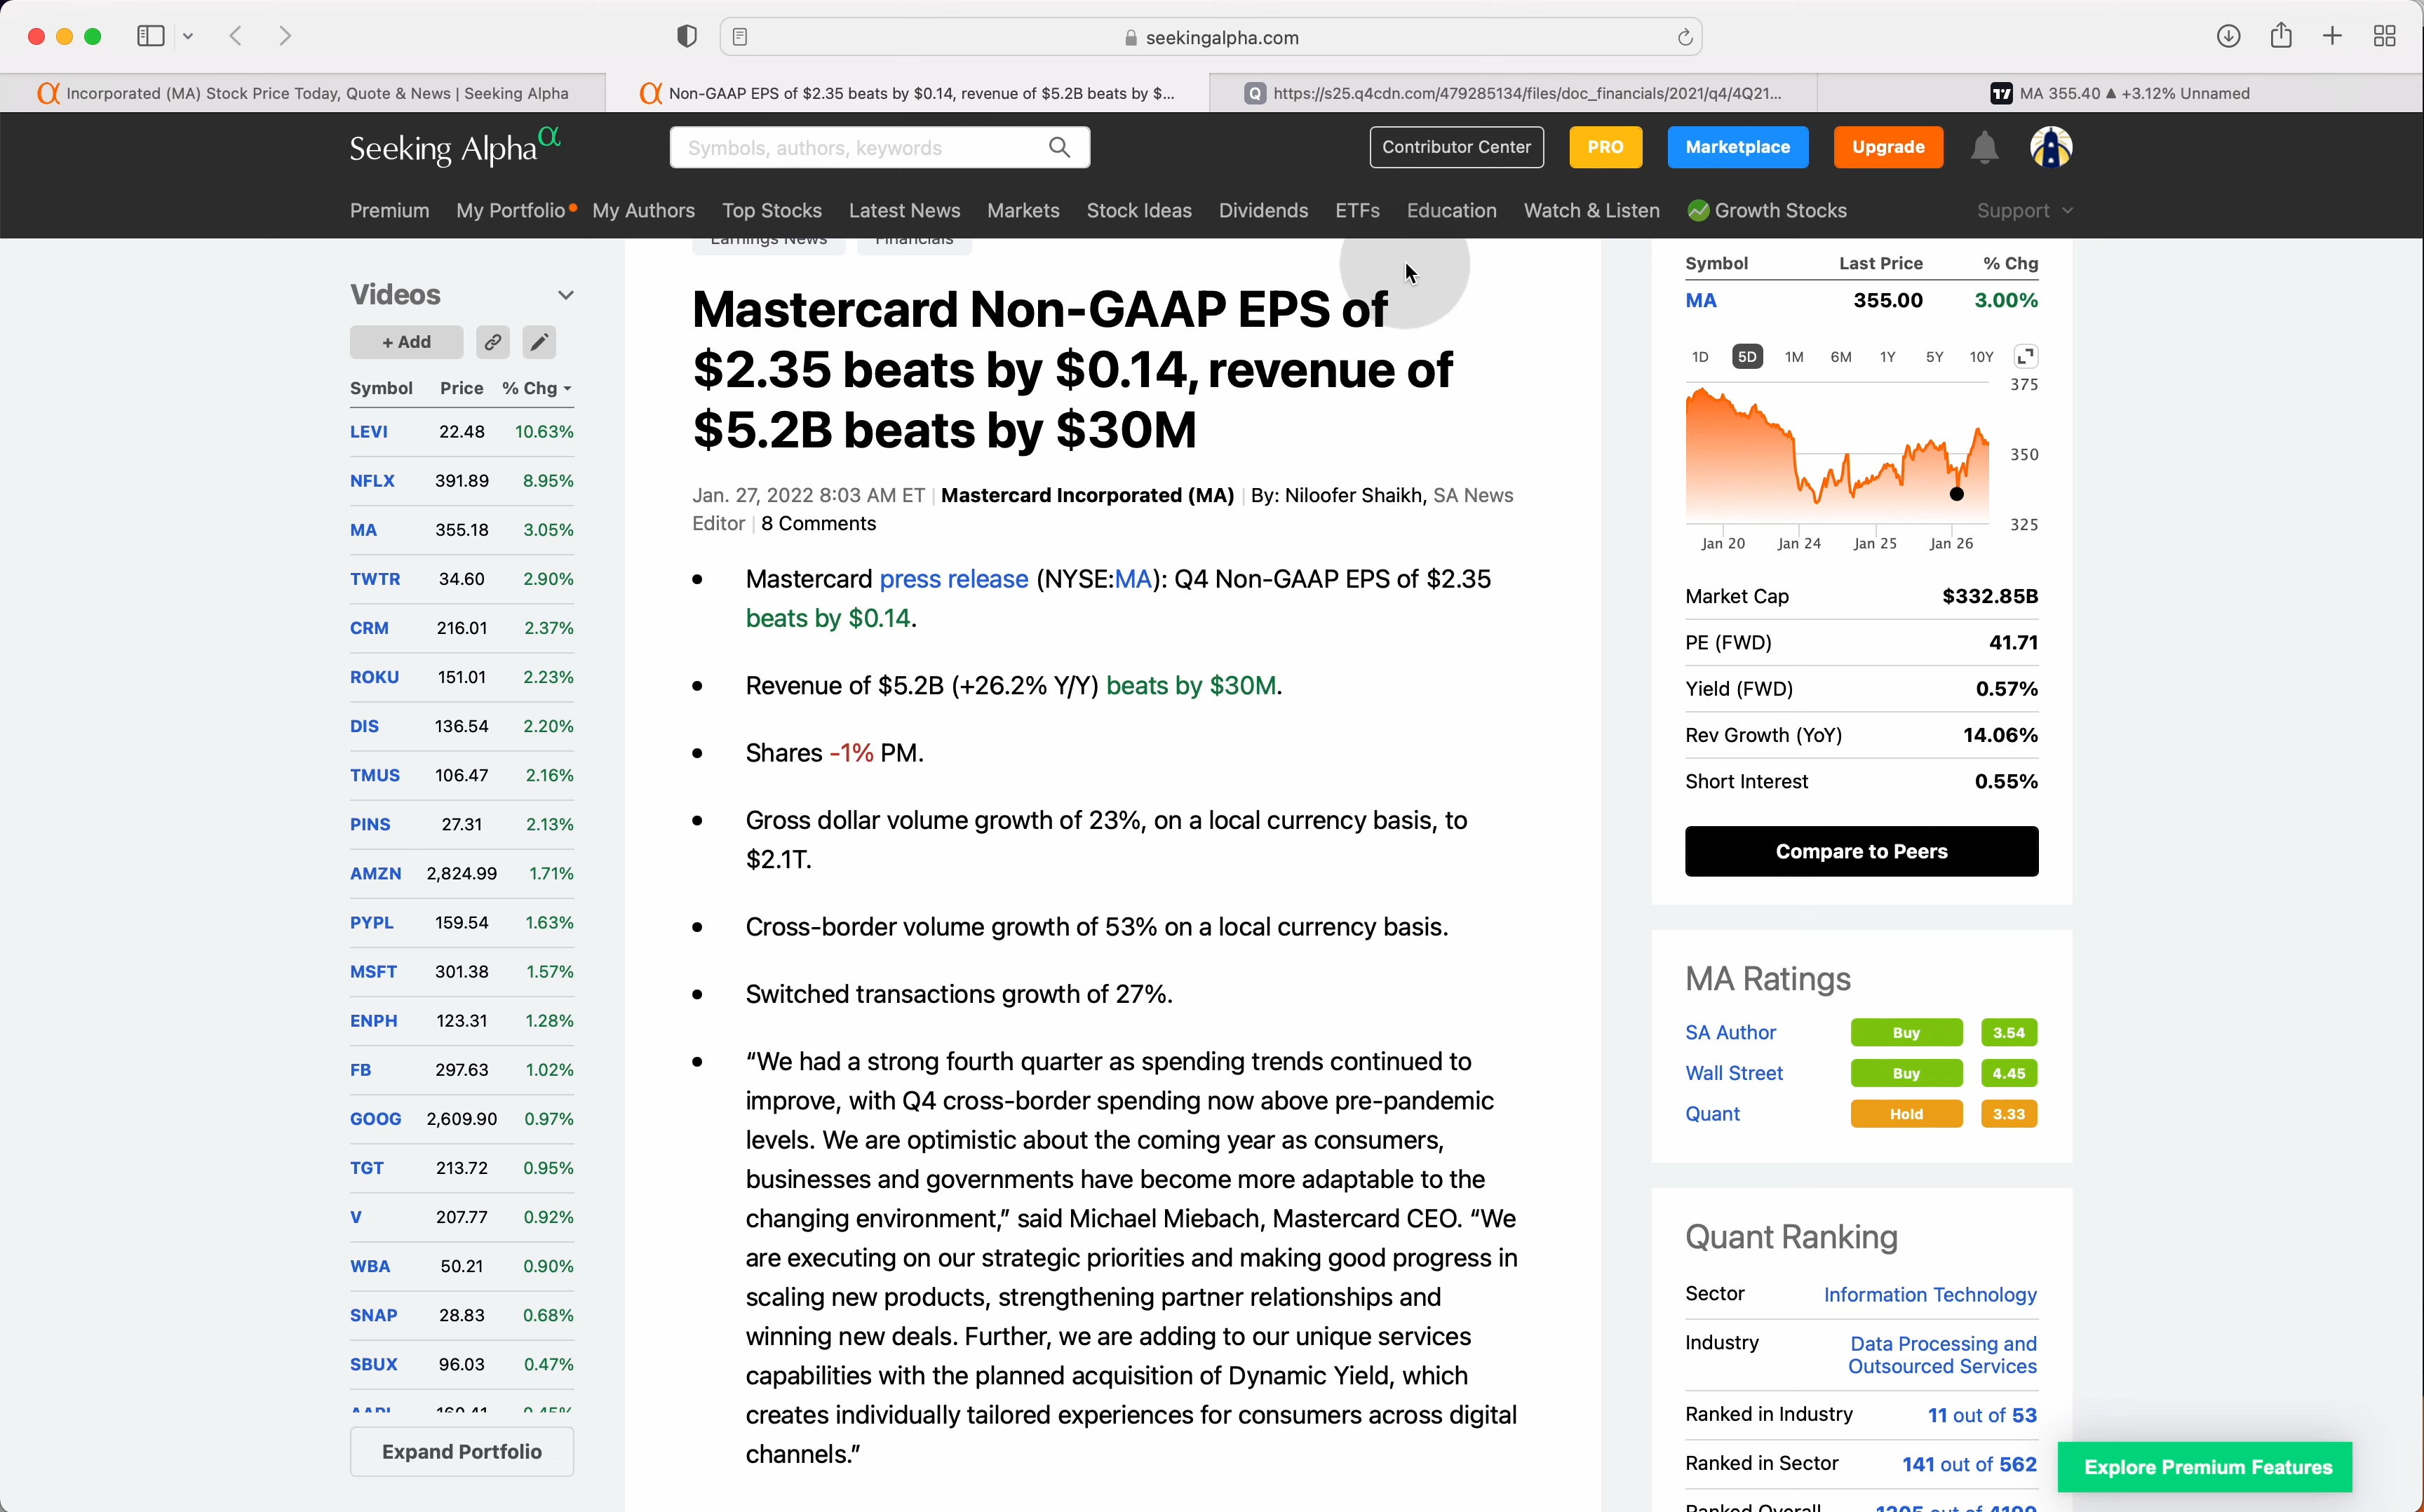 seekingalpha.com
Incorporated (MA) Stock Price Today, Quote & News | Seeking Alpha
Non-GAAP EPS of $2.35 beats by $0.14, revenue of $5.2B beats by $...
https://s25.q4cdn.com/479285134/files/doc_financials/2021/q4/4Q21...
MA 355.40 ▲ +3.12% Unnamed
Seeking Alpha α
Symbols, authors, keywords
Contributor Center
PRO
Marketplace
Upgrade
Premium My Portfolio My Authors Top Stocks Latest News Markets Stock Ideas Dividends ETFs Education Watch & Listen Growth Stocks Support
Videos
+ Add
Symbol Price % Chg
LEVI 22.48 10.63%
NFLX 391.89 8.95%
MA 355.18 3.05%
TWTR 34.60 2.90%
CRM 216.01 2.37%
ROKU 151.01 2.23%
DIS 136.54 2.20%
TMUS 106.47 2.16%
PINS 27.31 2.13%
AMZN 2,824.99 1.71%
PYPL 159.54 1.63%
MSFT 301.38 1.57%
ENPH 123.31 1.28%
FB 297.63 1.02%
GOOG 2,609.90 0.97%
TGT 213.72 0.95%
V 207.77 0.92%
WBA 50.21 0.90%
SNAP 28.83 0.68%
SBUX 96.03 0.47%
Expand Portfolio
Earnings News Financials
Mastercard Non-GAAP EPS of
$2.35 beats by $0.14, revenue of
$5.2B beats by $30M
Jan. 27, 2022 8:03 AM ET | Mastercard Incorporated (MA) | By: Niloofer Shaikh, SA News
Editor | 8 Comments
• Mastercard press release (NYSE:MA): Q4 Non-GAAP EPS of $2.35
beats by $0.14.
• Revenue of $5.2B (+26.2% Y/Y) beats by $30M.
• Shares -1% PM.
• Gross dollar volume growth of 23%, on a local currency basis, to
$2.1T.
• Cross-border volume growth of 53% on a local currency basis.
• Switched transactions growth of 27%.
• “We had a strong fourth quarter as spending trends continued to
improve, with Q4 cross-border spending now above pre-pandemic
levels. We are optimistic about the coming year as consumers,
businesses and governments have become more adaptable to the
changing environment,” said Michael Miebach, Mastercard CEO. “We
are executing on our strategic priorities and making good progress in
scaling new products, strengthening partner relationships and
winning new deals. Further, we are adding to our unique services
capabilities with the planned acquisition of Dynamic Yield, which
creates individually tailored experiences for consumers across digital
channels.”
Symbol Last Price % Chg
MA 355.00 3.00%
1D 5D 1M 6M 1Y 5Y 10Y
375
350
325
Jan 20 Jan 24 Jan 25 Jan 26
Market Cap $332.85B
PE (FWD) 41.71
Yield (FWD) 0.57%
Rev Growth (YoY) 14.06%
Short Interest 0.55%
Compare to Peers
MA Ratings
SA Author Buy 3.54
Wall Street Buy 4.45
Quant Hold 3.33
Quant Ranking
Sector Information Technology
Industry Data Processing and
Outsourced Services
Ranked in Industry 11 out of 53
Ranked in Sector 141 out of 562
Explore Premium Features